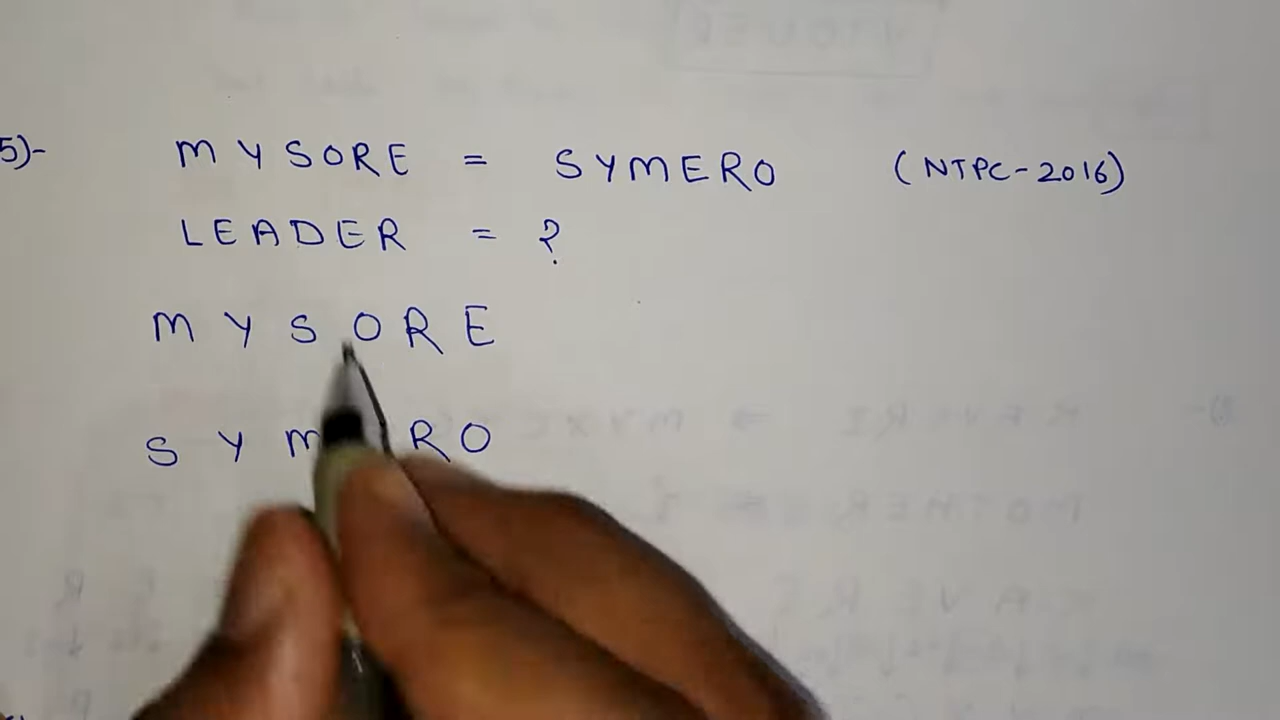 5)- MYSORE = SYMERO (NTPC-2016)
LEADER = ?
MYSORE
SYM RO